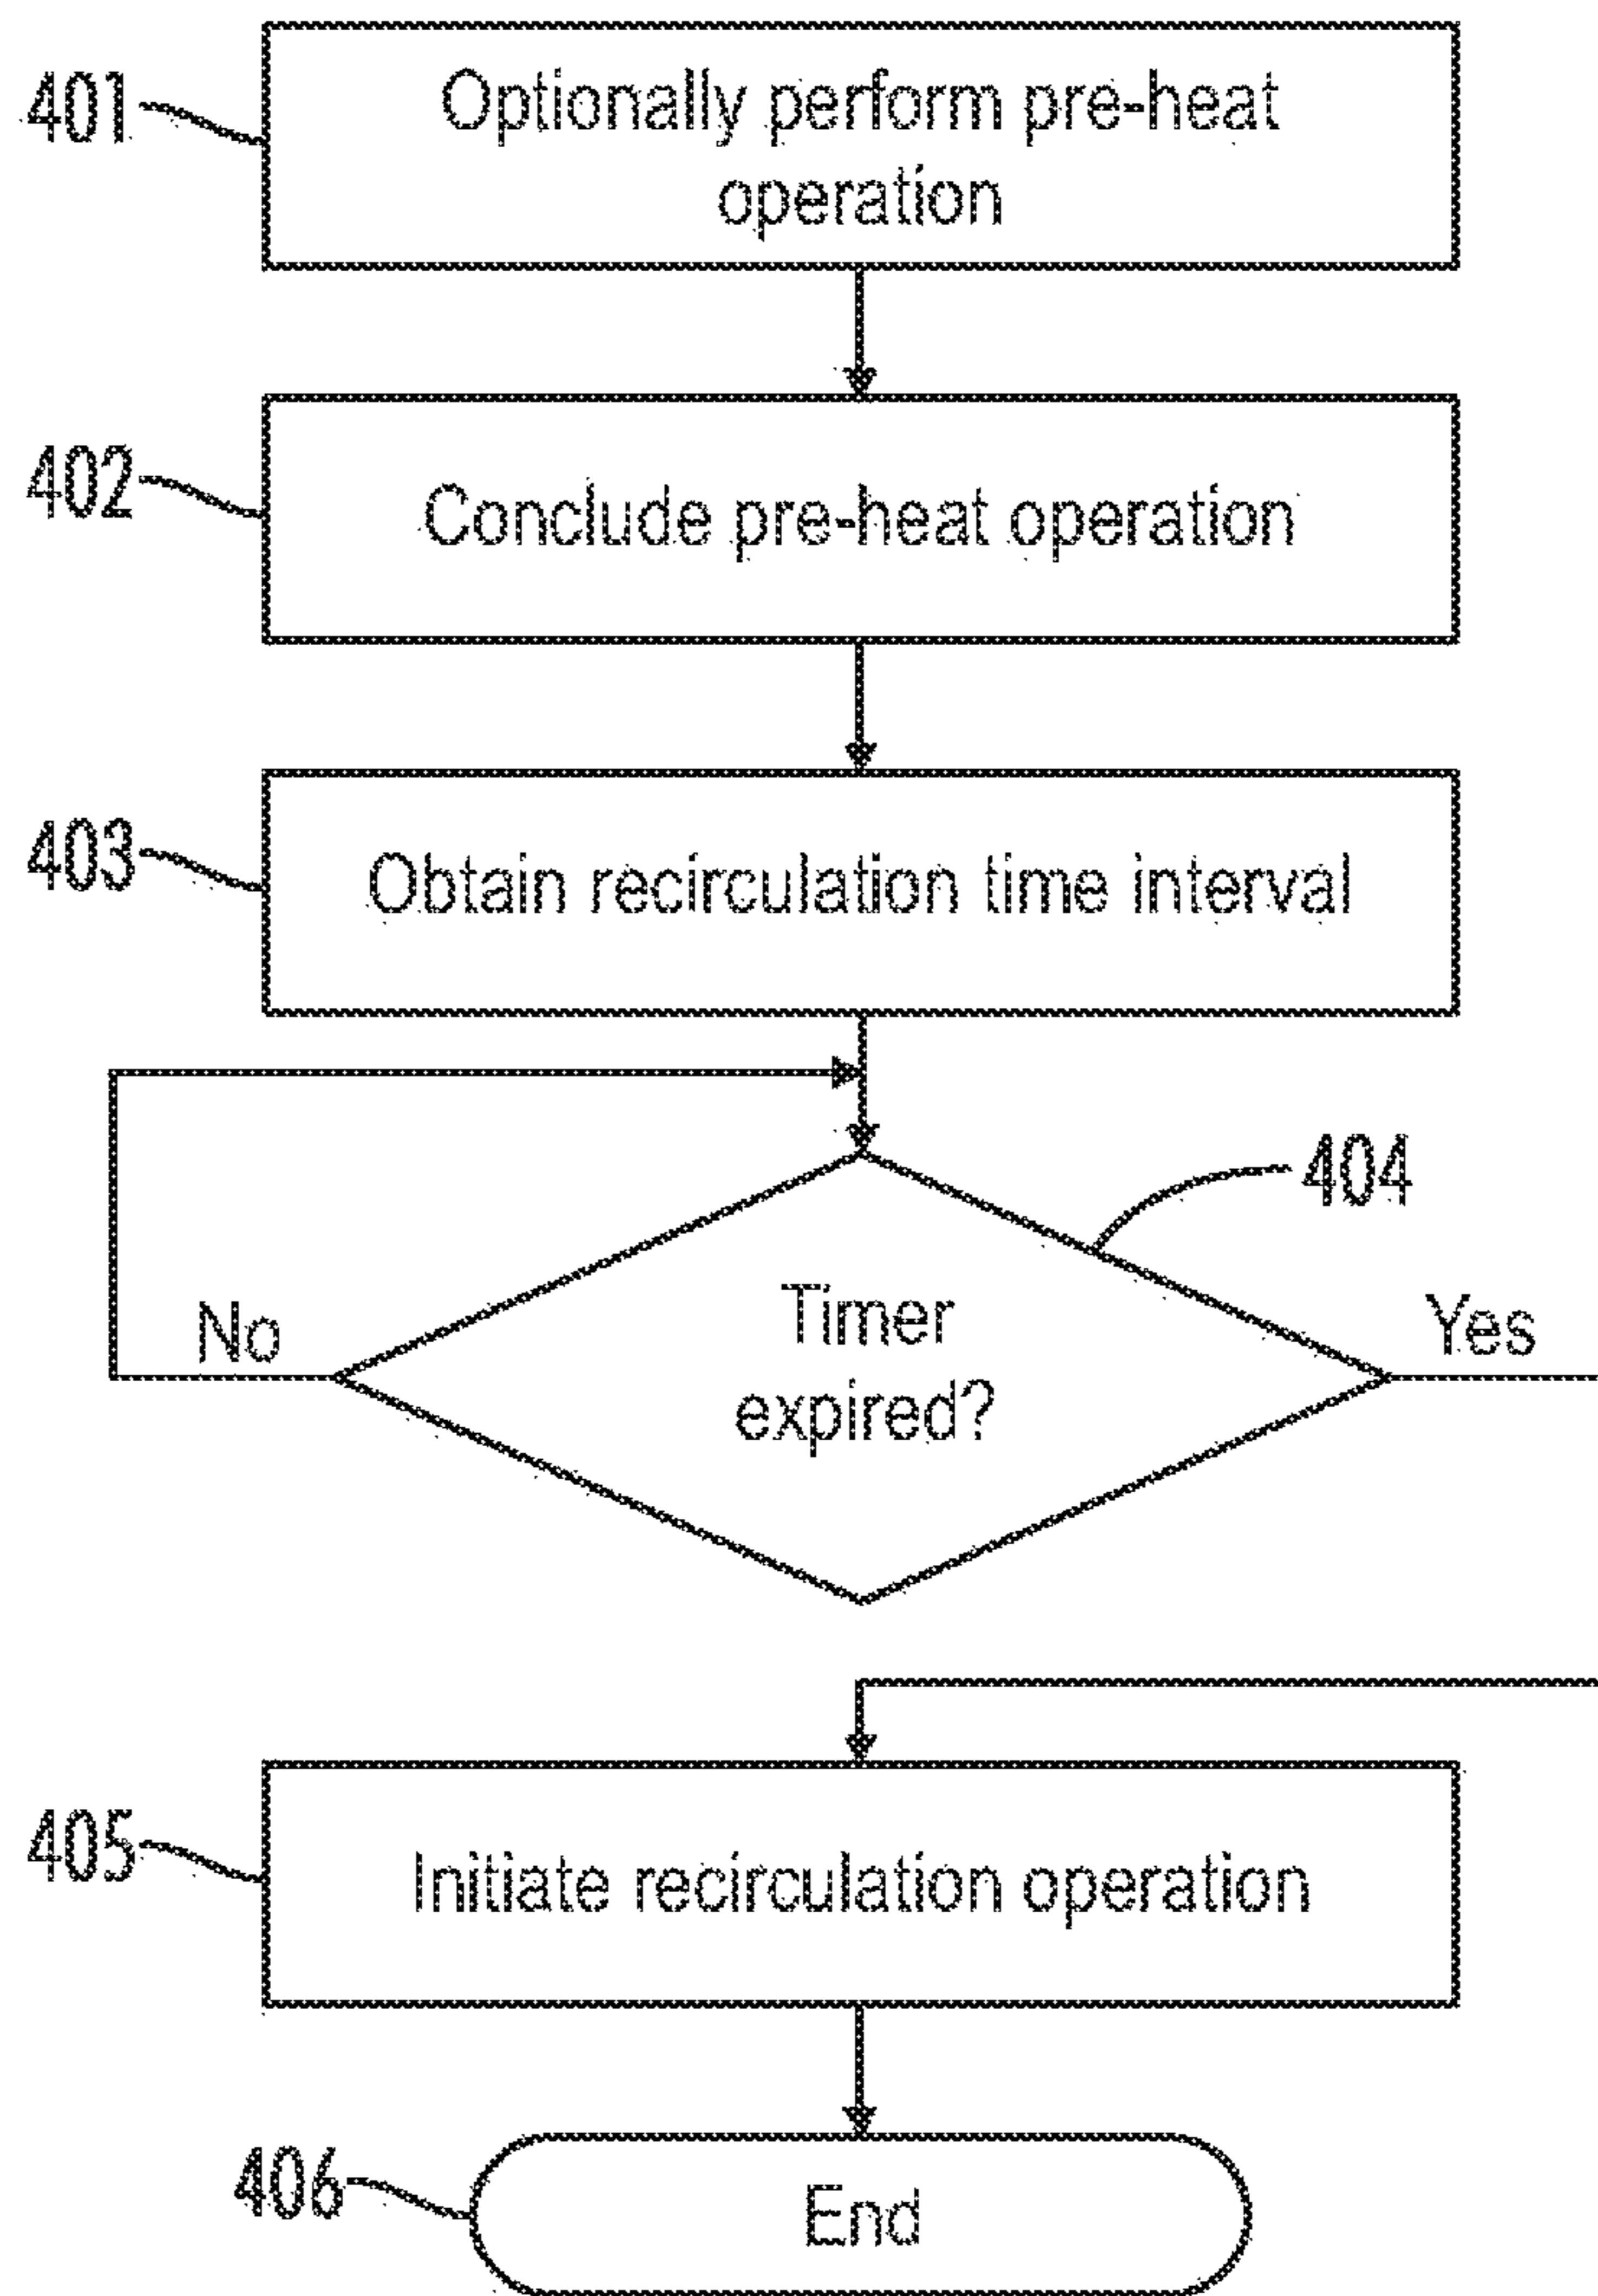 401
Optionally perform pre-heat
operation
402
Conclude pre-heat operation
403
Obtain recirculation time interval
404
No
Timer
expired?
Yes
405
Initiate recirculation operation
406
End